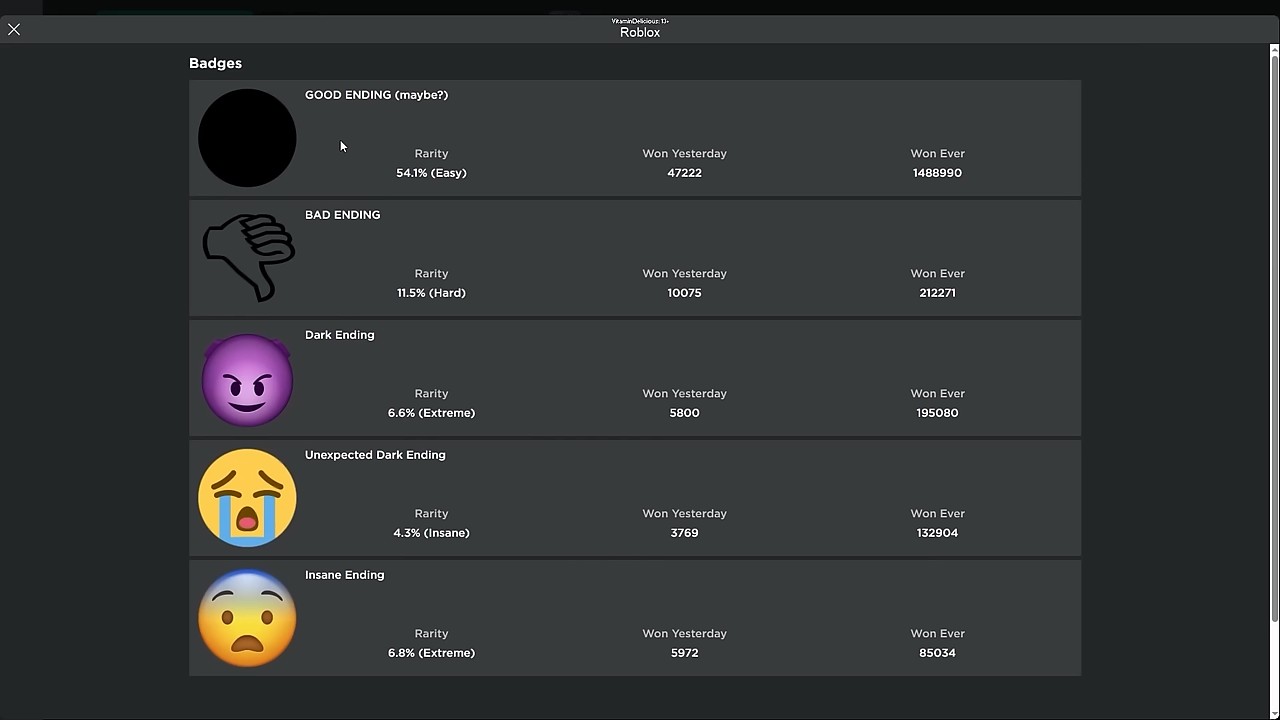 VitaminDelicious: 13+
Roblox
Badges
GOOD ENDING (maybe?)
Rarity Won Yesterday Won Ever
54.1% (Easy) 47222 1488990
BAD ENDING
Rarity Won Yesterday Won Ever
11.5% (Hard) 10075 212271
Dark Ending
Rarity Won Yesterday Won Ever
6.6% (Extreme) 5800 195080
Unexpected Dark Ending
Rarity Won Yesterday Won Ever
4.3% (Insane) 3769 132904
Insane Ending
Rarity Won Yesterday Won Ever
6.8% (Extreme) 5972 85034